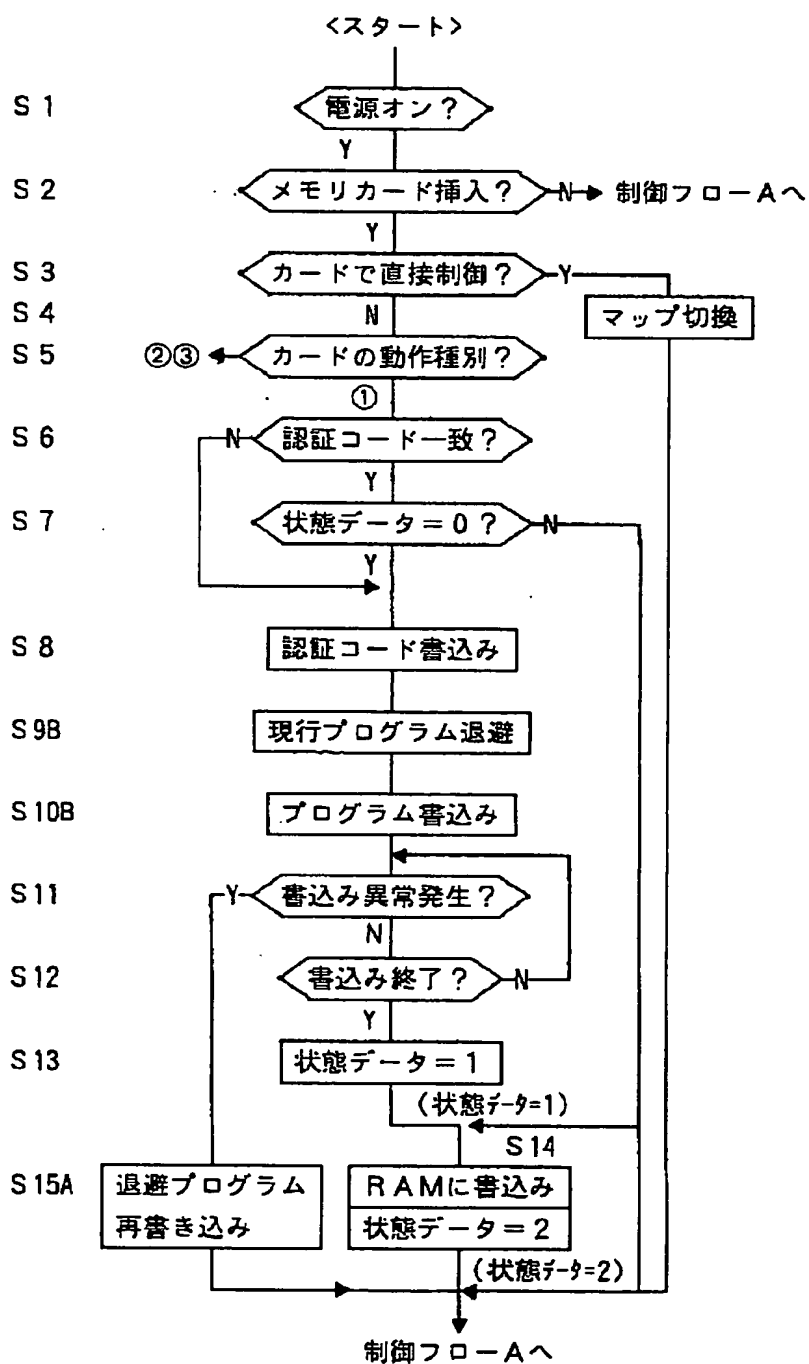 <スタート>
S1 電源オン?
Y
S2 メモリカード挿入? N 制御フローAへ
Y
S3 カードで直接制御? Y
S4 N マップ切換
S5 ②③ カードの動作種別?
①
S6 N 認証コード一致?
Y
S7 状態データ=0? N
Y
S8 認証コード書込み
S9B 現行プログラム退避
S10B プログラム書込み
S11 Y 書込み異常発生?
N
S12 書込み終了? N
Y
S13 状態データ=1
(状態データ=1)
S14
S15A 退避プログラム RAMに書込み
再書き込み 状態データ=2
(状態データ=2)
制御フローAへ